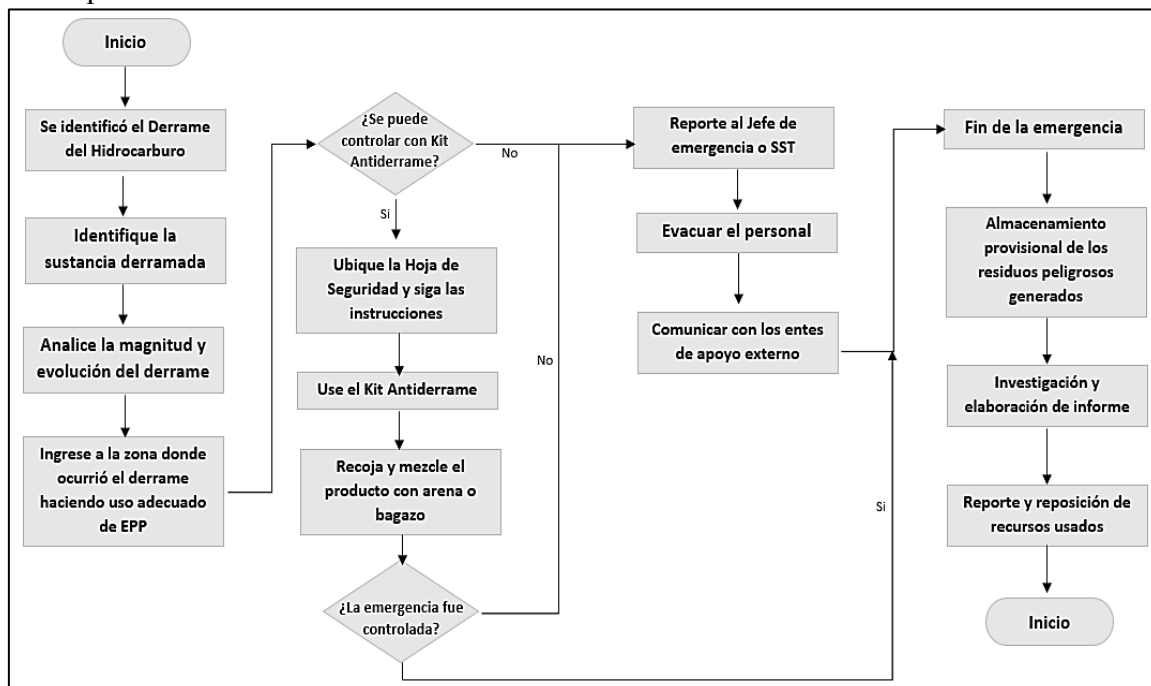 Inicio
Se identificó el Derrame
del Hidrocarburo
Identifique la
sustancia derramada
Analice la magnitud y
evolución del derrame
Ingrese a la zona donde
ocurrió el derrame
haciendo uso adecuado
de EPP
¿Se puede
controlar con Kit
Antiderrame?
No
Si
Ubique la Hoja de
Seguridad y siga las
instrucciones
Use el Kit Antiderrame
Recoja y mezcle el
producto con arena o
bagazo
¿La emergencia fue
controlada?
No
Si
Reporte al Jefe de
emergencia o SST
Evacuar el personal
Comunicar con los entes
de apoyo externo
Fin de la emergencia
Almacenamiento
provisional de los
residuos peligrosos
generados
Investigación y
elaboración de informe
Reporte y reposición de
recursos usados
Inicio